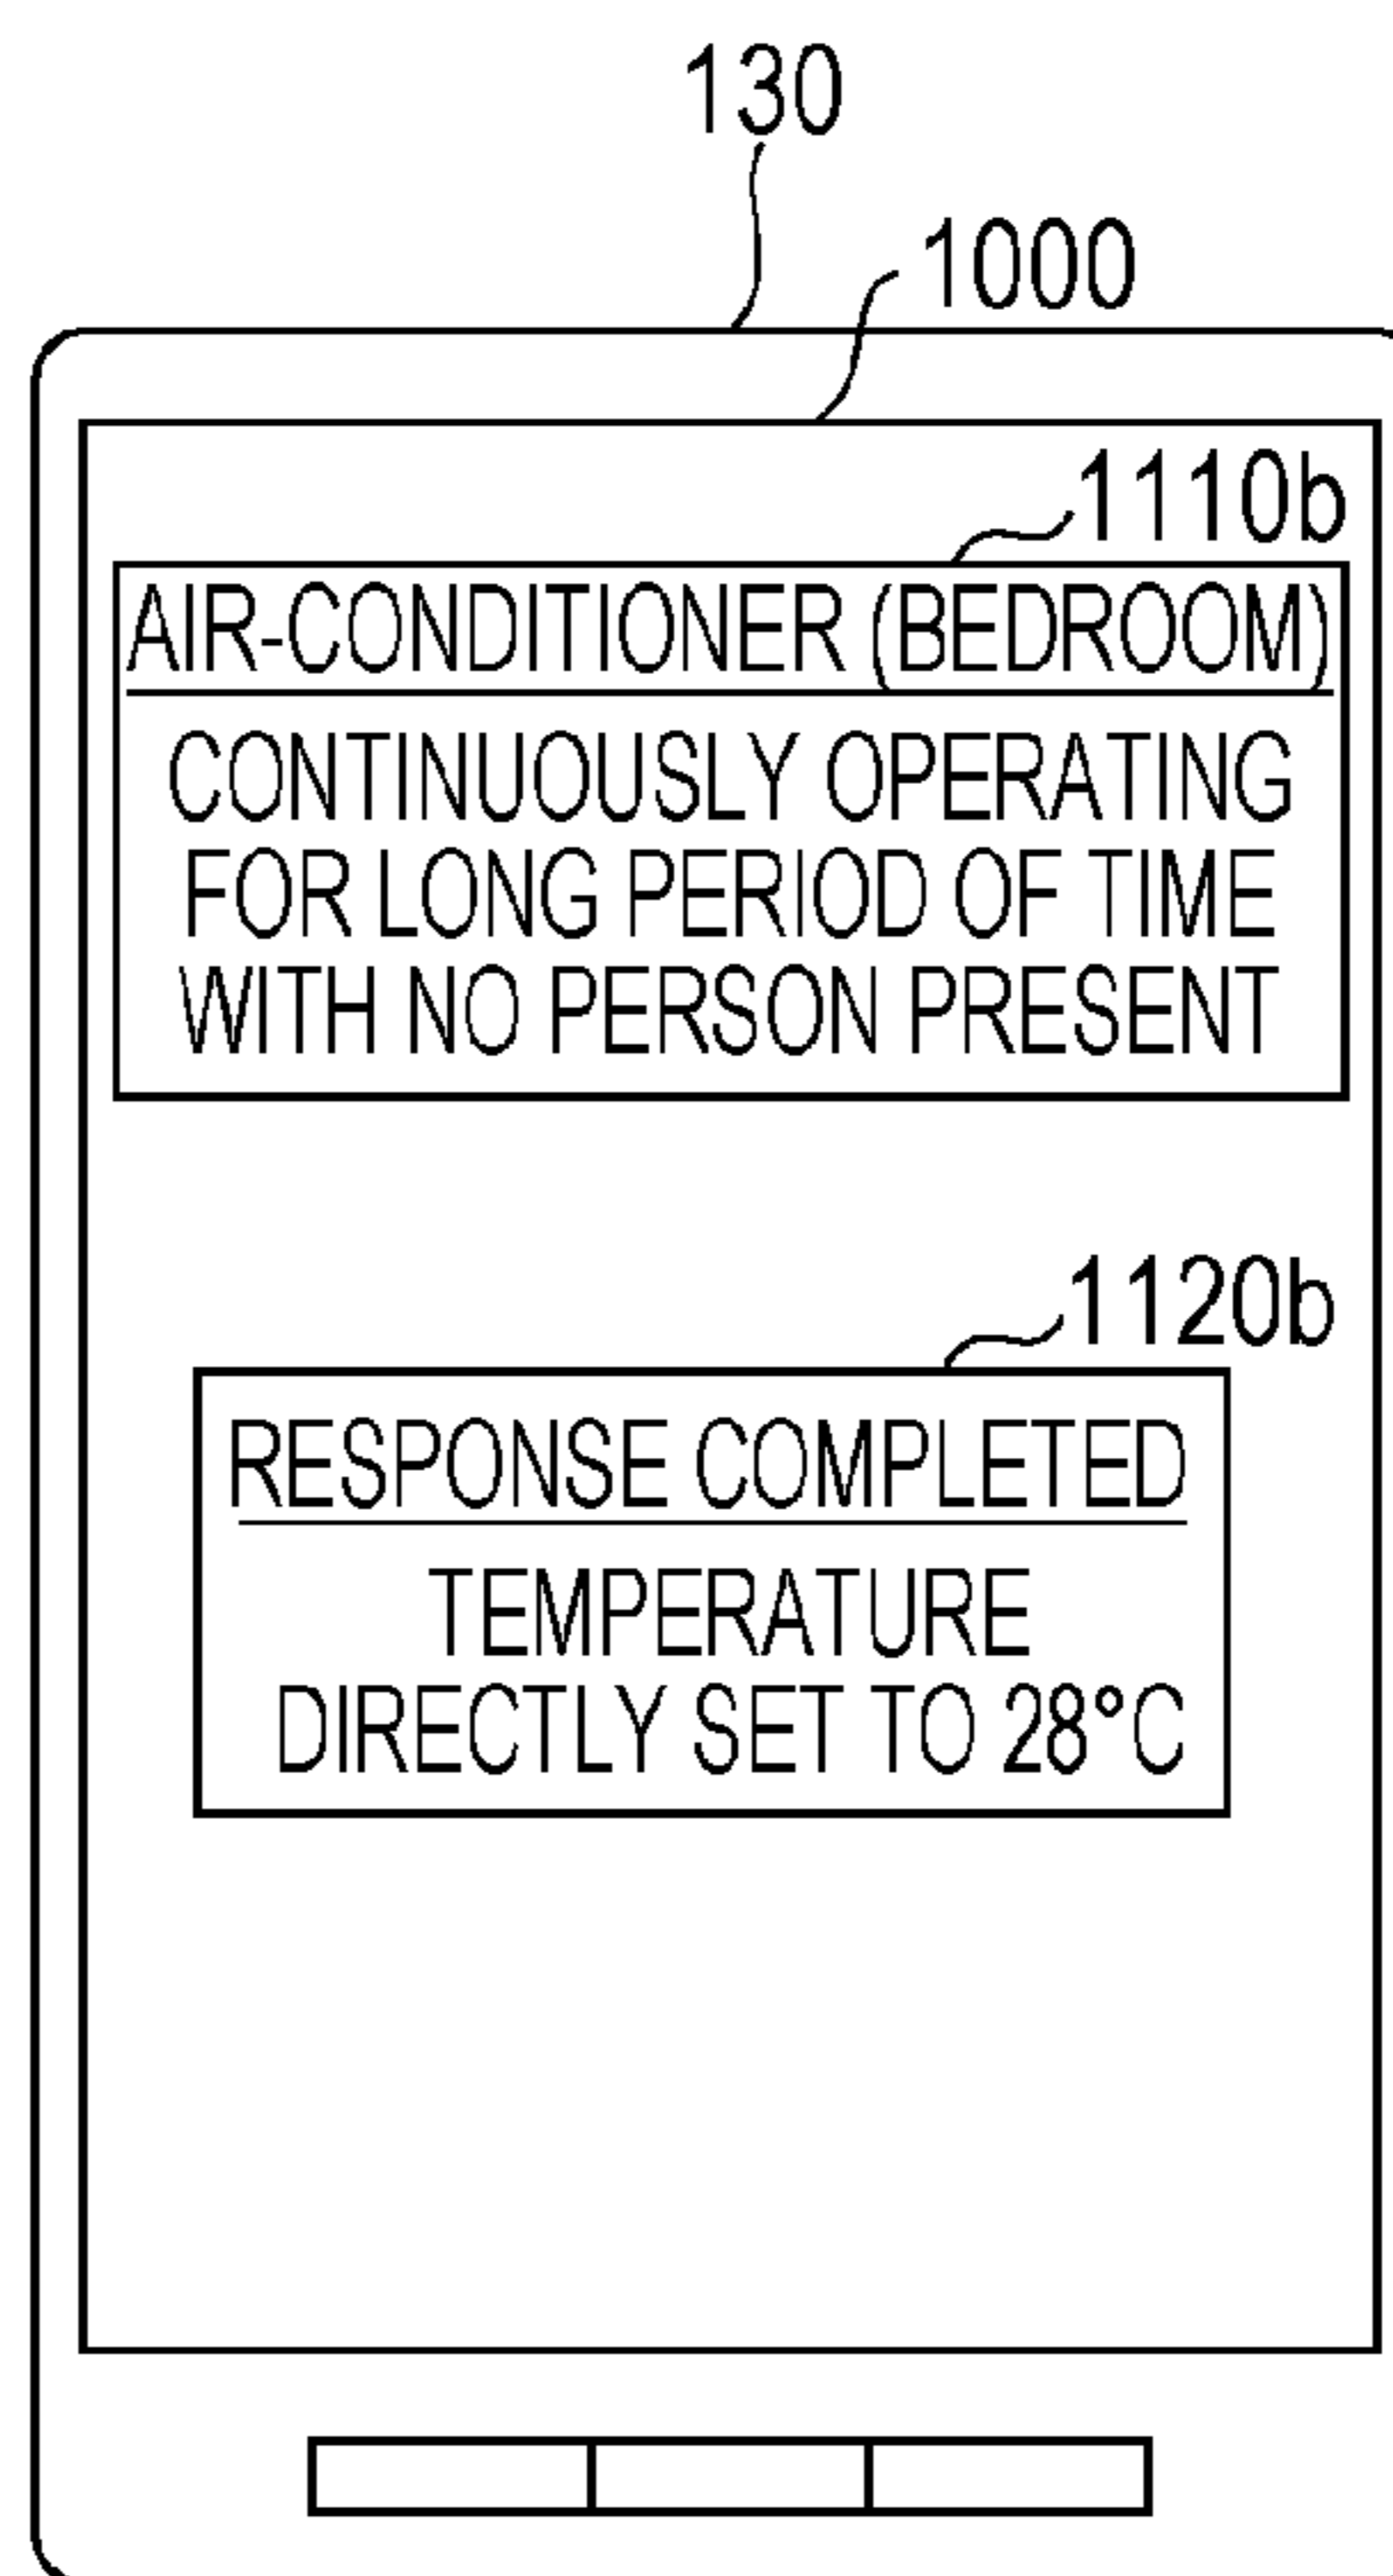 130
1000
1110b
AIR-CONDITIONER (BEDROOM)
CONTINUOUSLY OPERATING
FOR LONG PERIOD OF TIME
WITH NO PERSON PRESENT
1120b
RESPONSE COMPLETED
TEMPERATURE
DIRECTLY SET TO 28°C